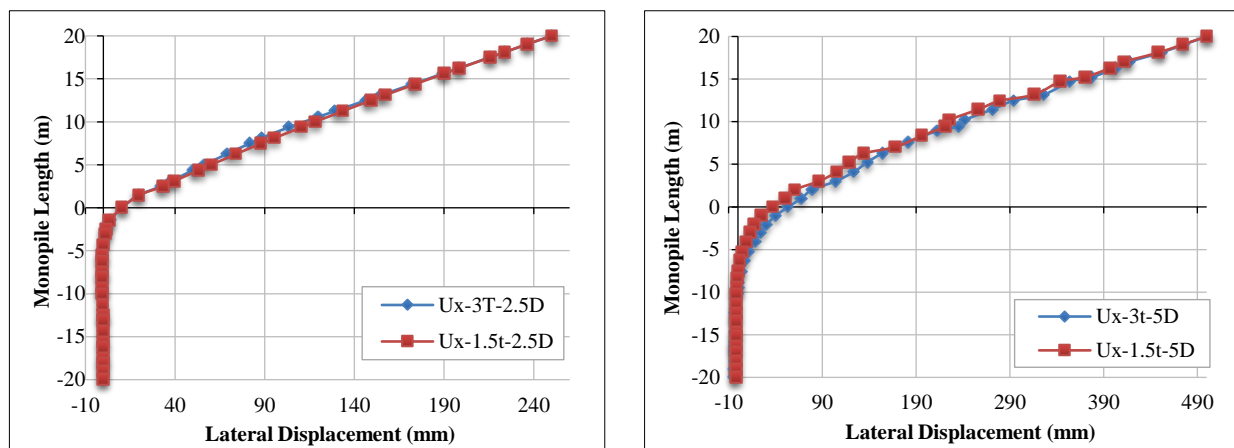 20
15
10
5
0
-5
-10
-15
-20
Monopile Length (m)
Ux-3T-2.5D
Ux-1.5t-2.5D
-10 40 90 140 190 240
Lateral Displacement (mm)
20
15
10
5
0
-5
-10
-15
-20
Monopile Length (m)
Ux-3t-5D
Ux-1.5t-5D
-10 90 190 290 390 490
Lateral Displacement (mm)